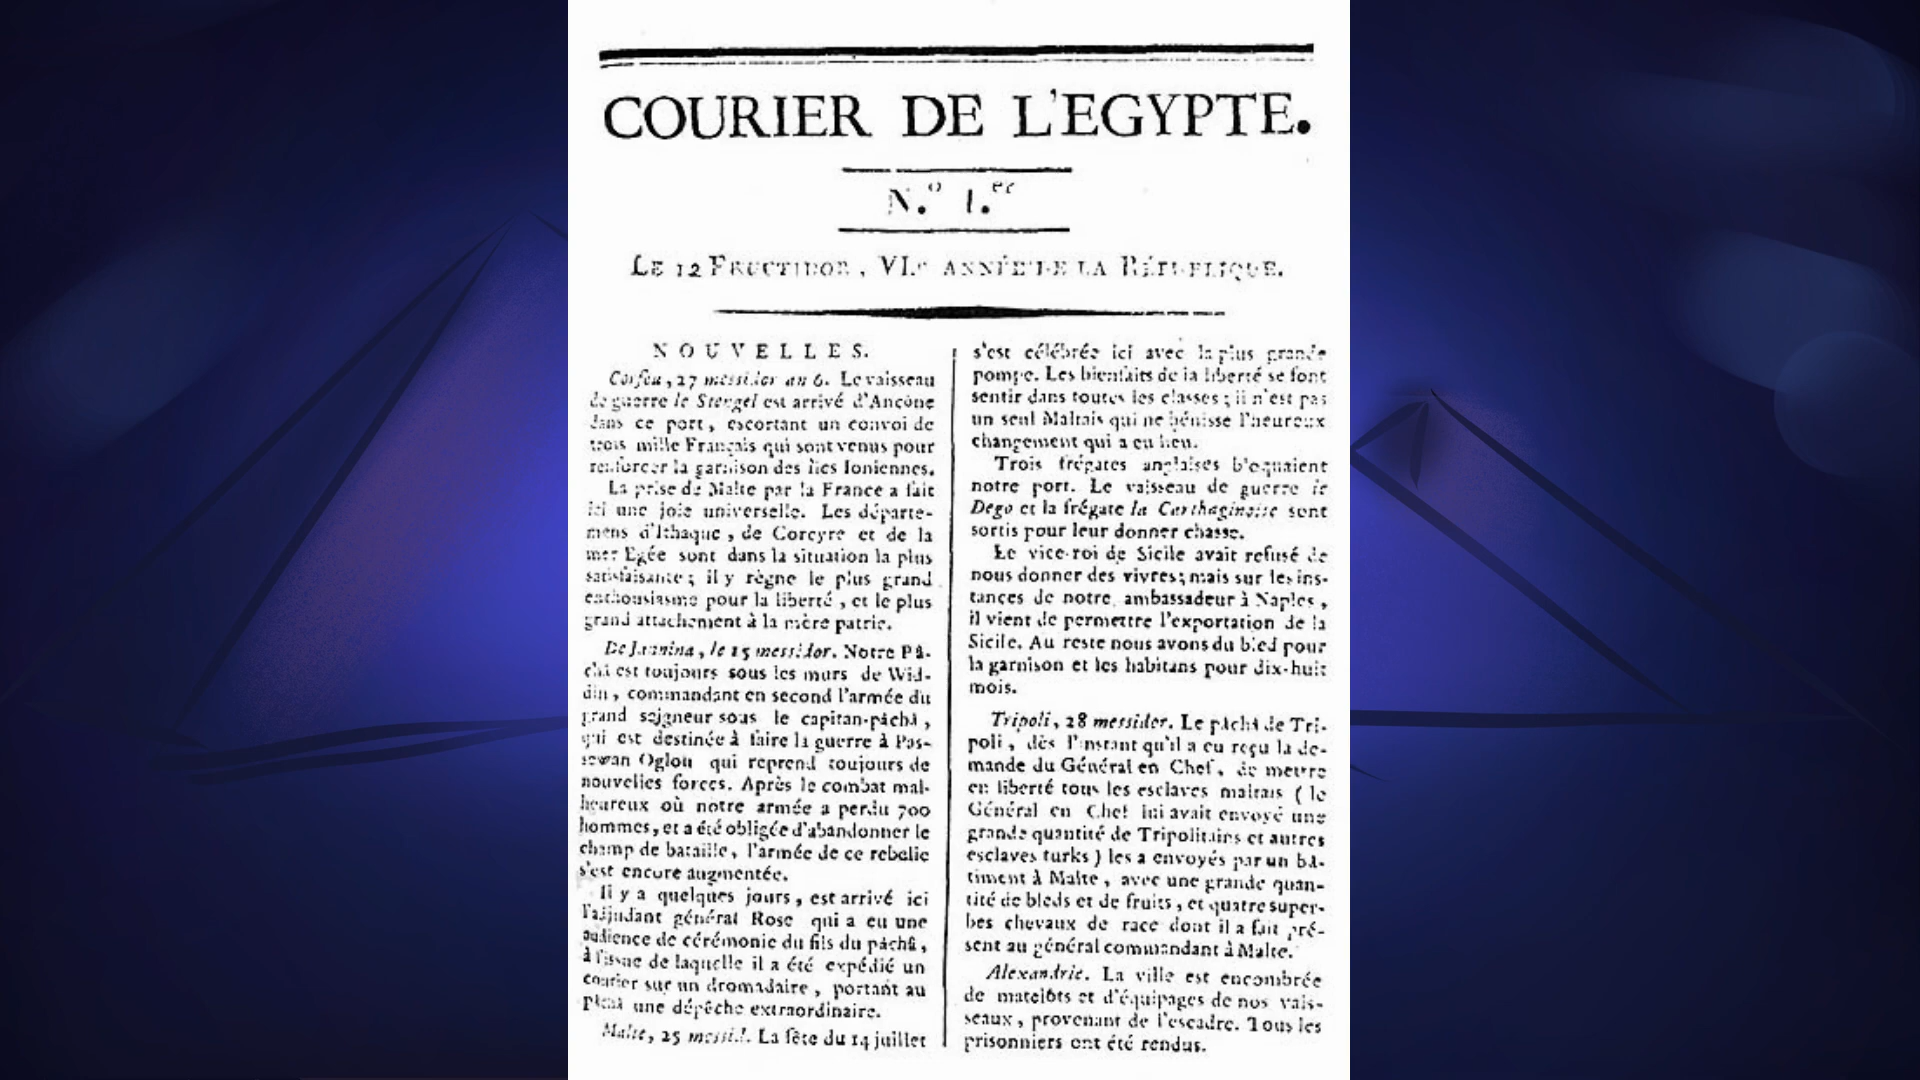 COURIER DE L'EGYPTE.
N.º 1.er
LE 12 FRUCTIDOR, VI.e ANNÉE DE LA RÉPUBLIQUE.
NOUVELLES.
Corfou, 27 messidor an 6. Le vaisseau
de guerre le Stengel est arrivé d'Ancône
dans ce port, escortant un convoi de
trois mille Français qui sont venus pour
renforcer la garnison des îles Ioniennes.
La prise de Malte par la France a fait
ici une joie universelle. Les départe-
mens d'Ithaque, de Corcyre et de la
mer Egée sont dans la situation la plus
satisfaisante; il y règne le plus grand
enthousiasme pour la liberté, et le plus
grand attachement à la mère patrie.
De Jannina, le 15 messidor. Notre Pâ-
châ est toujours sous les murs de Wid-
din, commandant en second l'armée du
grand seigneur sous le capitan-pâchâ,
qui est destinée à faire la guerre à Pas-
sewan Oglou qui reprend toujours de
nouvelles forces. Après le combat mal-
heureux où notre armée a perdu 700
hommes, et a été obligée d'abandonner le
champ de bataille, l'armée de ce rebelle
s'est encore augmentée.
Il y a quelques jours, est arrivé ici
l'adjudant général Rose qui a eu une
audience de cérémonie du fils du pâchâ,
à l'issue de laquelle il a été expédié un
courier sur un dromadaire, portant au
pâchâ une dépêche extraordinaire.
Malte, 25 messid. La fête du 14 juillet
s'est célébrée ici avec la plus grande
pompe. Les bienfaits de la liberté se font
sentir dans toutes les classes; il n'est pas
un seul Maltais qui ne bénisse l'heureux
changement qui a eu lieu.
Trois frégates anglaises bloquaient
notre port. Le vaisseau de guerre le
Dego et la frégate la Carthaginoise sont
sortis pour leur donner chasse.
Le vice-roi de Sicile avait refusé de
nous donner des vivres; mais sur les ins-
tances de notre ambassadeur à Naples,
il vient de permettre l'exportation de la
Sicile. Au reste nous avons du bled pour
la garnison et les habitans pour dix-huit
mois.
Tripoli, 28 messidor. Le pâchâ de Tri-
poli, dès l'instant qu'il a eu reçu la de-
mande du Général en Chef, de mettre
en liberté tous les esclaves maltais ( le
Général en Chef lui avait envoyé une
grande quantité de Tripolitains et autres
esclaves turks ) les a envoyés par un bâ-
timent à Malte, avec une grande quan-
tité de bleds et de fruits, et quatre super-
bes chevaux de race dont il a fait pré-
sent au général commandant à Malte.
Alexandrie. La ville est encombrée
de matelots et d'équipages de nos vais-
seaux, provenant de l'escadre. Tous les
prisonniers ont été rendus.